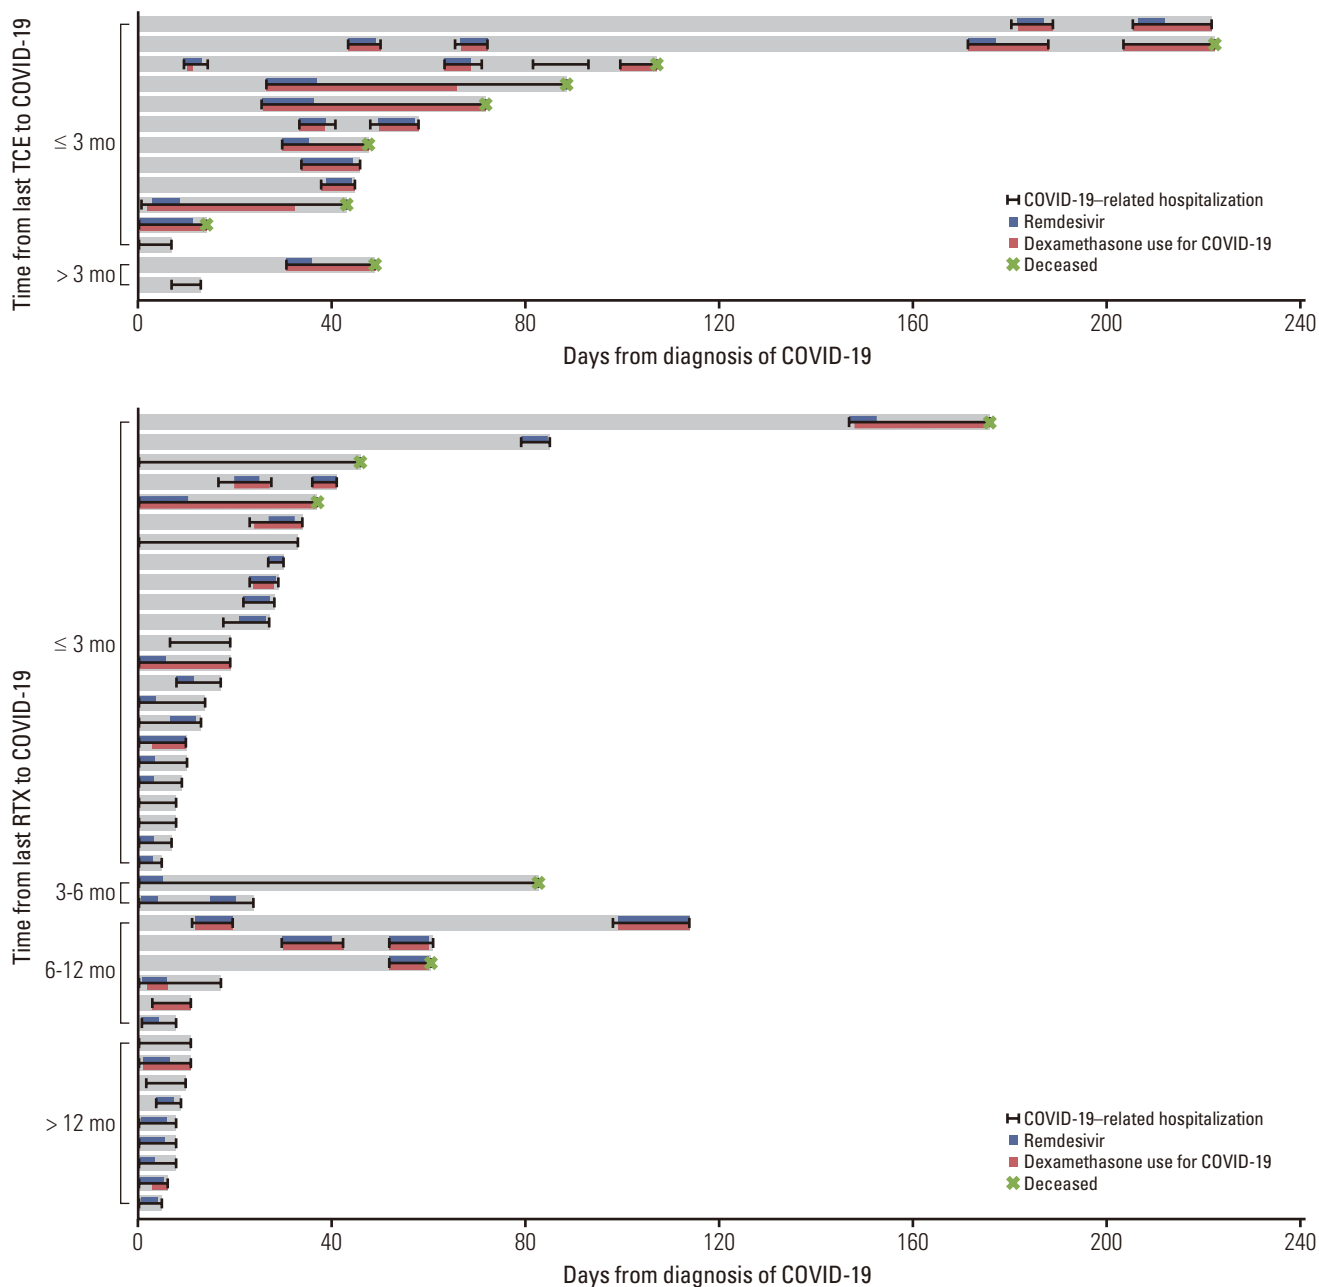 Time from last TCE to COVID-19
≤ 3 mo
> 3 mo
COVID-19–related hospitalization
Remdesivir
Dexamethasone use for COVID-19
Deceased
0 40 80 120 160 200 240
Days from diagnosis of COVID-19
Time from last RTX to COVID-19
≤ 3 mo
3-6 mo
6-12 mo
> 12 mo
COVID-19–related hospitalization
Remdesivir
Dexamethasone use for COVID-19
Deceased
0 40 80 120 160 200 240
Days from diagnosis of COVID-19